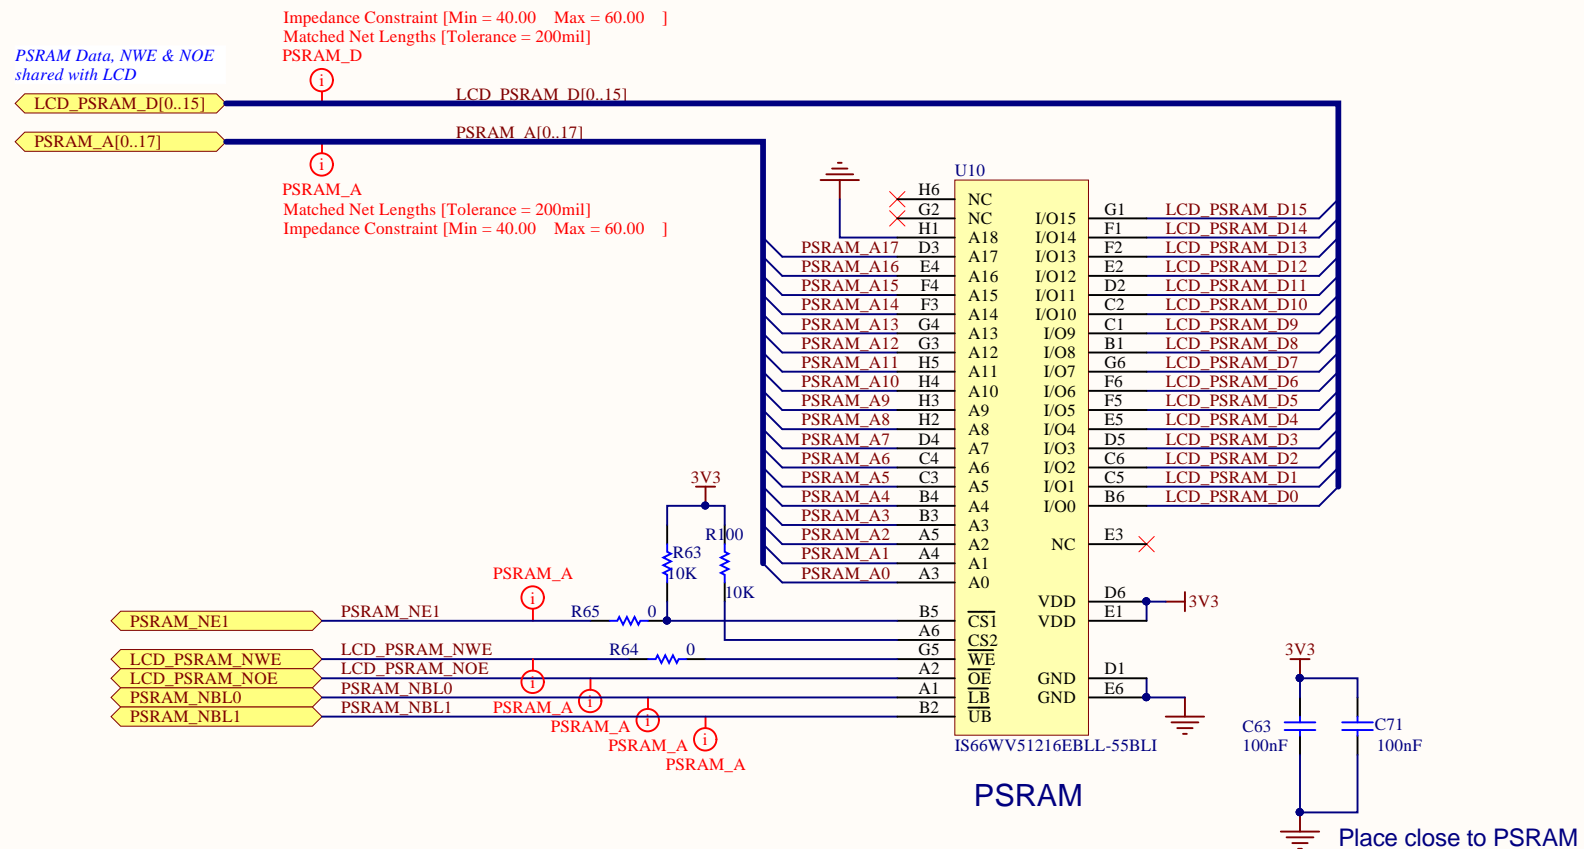 Impedance Constraint [Min = 40.00    Max = 60.00    ]
Matched Net Lengths [Tolerance = 200mil]
PSRAM_D
PSRAM Data, NWE & NOE
shared with LCD
i
LCD_PSRAM_D[0..15]
LCD_PSRAM_D[0..15]
PSRAM_A[0..17]
PSRAM_A[0..17]
i
PSRAM_A
Matched Net Lengths [Tolerance = 200mil]
Impedance Constraint [Min = 40.00    Max = 60.00    ]
U10
H6 NC
G2 NC
H1 A18
PSRAM_A17 D3 A17
PSRAM_A16 E4 A16
PSRAM_A15 F4 A15
PSRAM_A14 F3 A14
PSRAM_A13 G4 A13
PSRAM_A12 G3 A12
PSRAM_A11 H5 A11
PSRAM_A10 H4 A10
PSRAM_A9 H3 A9
PSRAM_A8 H2 A8
PSRAM_A7 D4 A7
PSRAM_A6 C4 A6
PSRAM_A5 C3 A5
PSRAM_A4 B4 A4
PSRAM_A3 B3 A3
PSRAM_A2 A5 A2
PSRAM_A1 A4 A1
PSRAM_A0 A3 A0
I/O15 G1 LCD_PSRAM_D15
I/O14 F1 LCD_PSRAM_D14
I/O13 F2 LCD_PSRAM_D13
I/O12 E2 LCD_PSRAM_D12
I/O11 D2 LCD_PSRAM_D11
I/O10 C2 LCD_PSRAM_D10
I/O9 C1 LCD_PSRAM_D9
I/O8 B1 LCD_PSRAM_D8
I/O7 G6 LCD_PSRAM_D7
I/O6 F6 LCD_PSRAM_D6
I/O5 F5 LCD_PSRAM_D5
I/O4 E5 LCD_PSRAM_D4
I/O3 D5 LCD_PSRAM_D3
I/O2 C6 LCD_PSRAM_D2
I/O1 C5 LCD_PSRAM_D1
I/O0 B6 LCD_PSRAM_D0
NC E3
VDD D6 3V3
VDD E1
GND D1
GND E6
3V3
R63
10K
R100
10K
PSRAM_A
i
PSRAM_NE1 PSRAM_NE1 R65 0 B5 CS1
A6 CS2
LCD_PSRAM_NWE LCD_PSRAM_NWE R64 0 G5 WE
LCD_PSRAM_NOE LCD_PSRAM_NOE A2 OE
PSRAM_NBL0 PSRAM_NBL0 A1 LB
PSRAM_NBL1 PSRAM_NBL1 B2 UB
i
PSRAM_A
i
PSRAM_A
i
PSRAM_A
i
PSRAM_A
IS66WV51216EBLL-55BLI
PSRAM
3V3
C63
100nF
C71
100nF
Place close to PSRAM